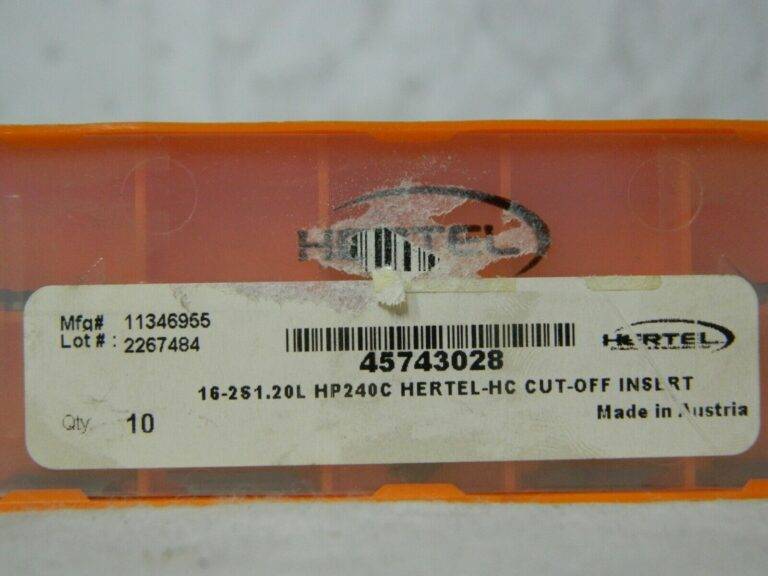 HERTEL
Mfg# 11346955
Lot # : 2267484
45743028
HERTEL
16-2S1.20L HP240C HERTEL-HC CUT-OFF INSERT
Qty. 10
Made in Austria